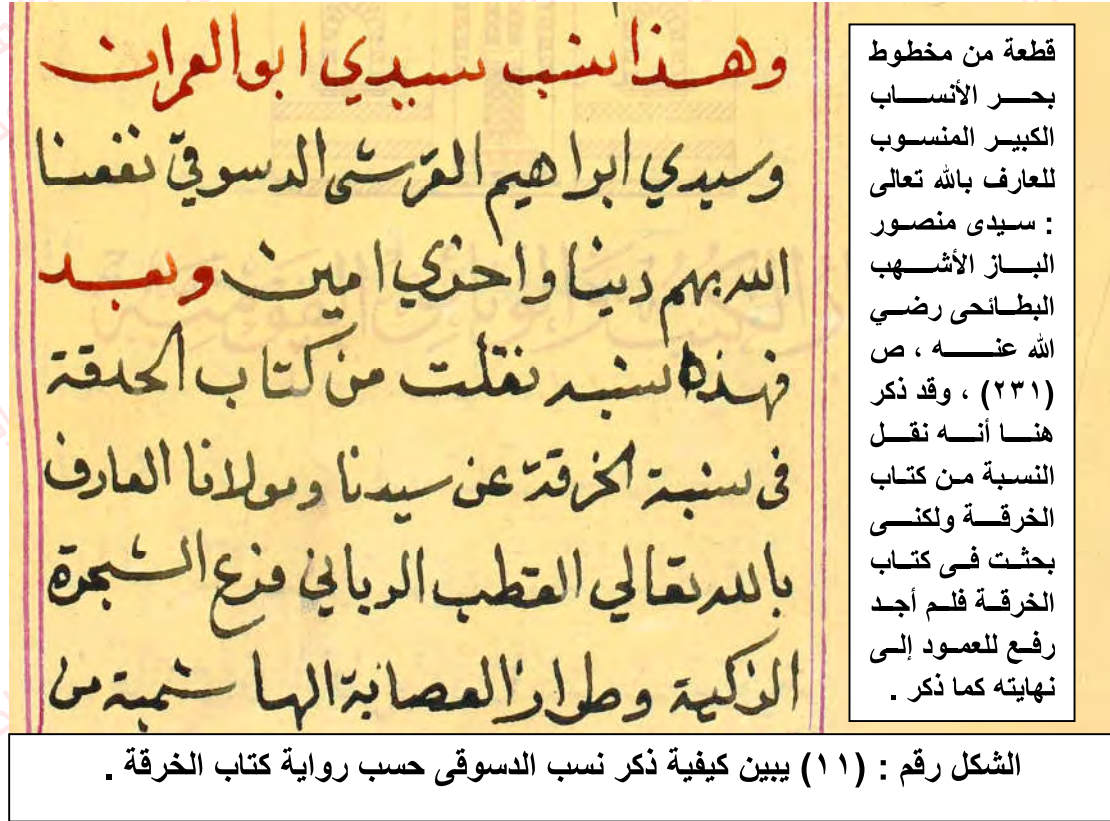 وهذا نسب سيدي ابو العمران
وسيدي ابراهيم القرشى الدسوقي نفعنا
الله بهم دينا واخري امين وبعد
فهذه نسبه نقلت من كتاب الحدقة
فى نسبة الخرقة عن سيدنا ومولانا العارف
بالله تعالي القطب الرباني فرع الشجرة
الزكية وطراز العصابة الهاشمية من
قطعة من مخطوط
بحر الأنساب
الكبير المنسوب
للعارف بالله تعالى
: سيدى منصور
الباز الأشهب
البطائحى رضي
الله عنه ، ص
(٢٣١) ، وقد ذكر
هنا أنه نقل
النسبة من كتاب
الخرقة ولكنى
بحثت فى كتاب
الخرقة فلم أجد
رفع للعمود إلى
نهايته كما ذكر .
الشكل رقم : (١١) يبين كيفية ذكر نسب الدسوقى حسب رواية كتاب الخرقة .